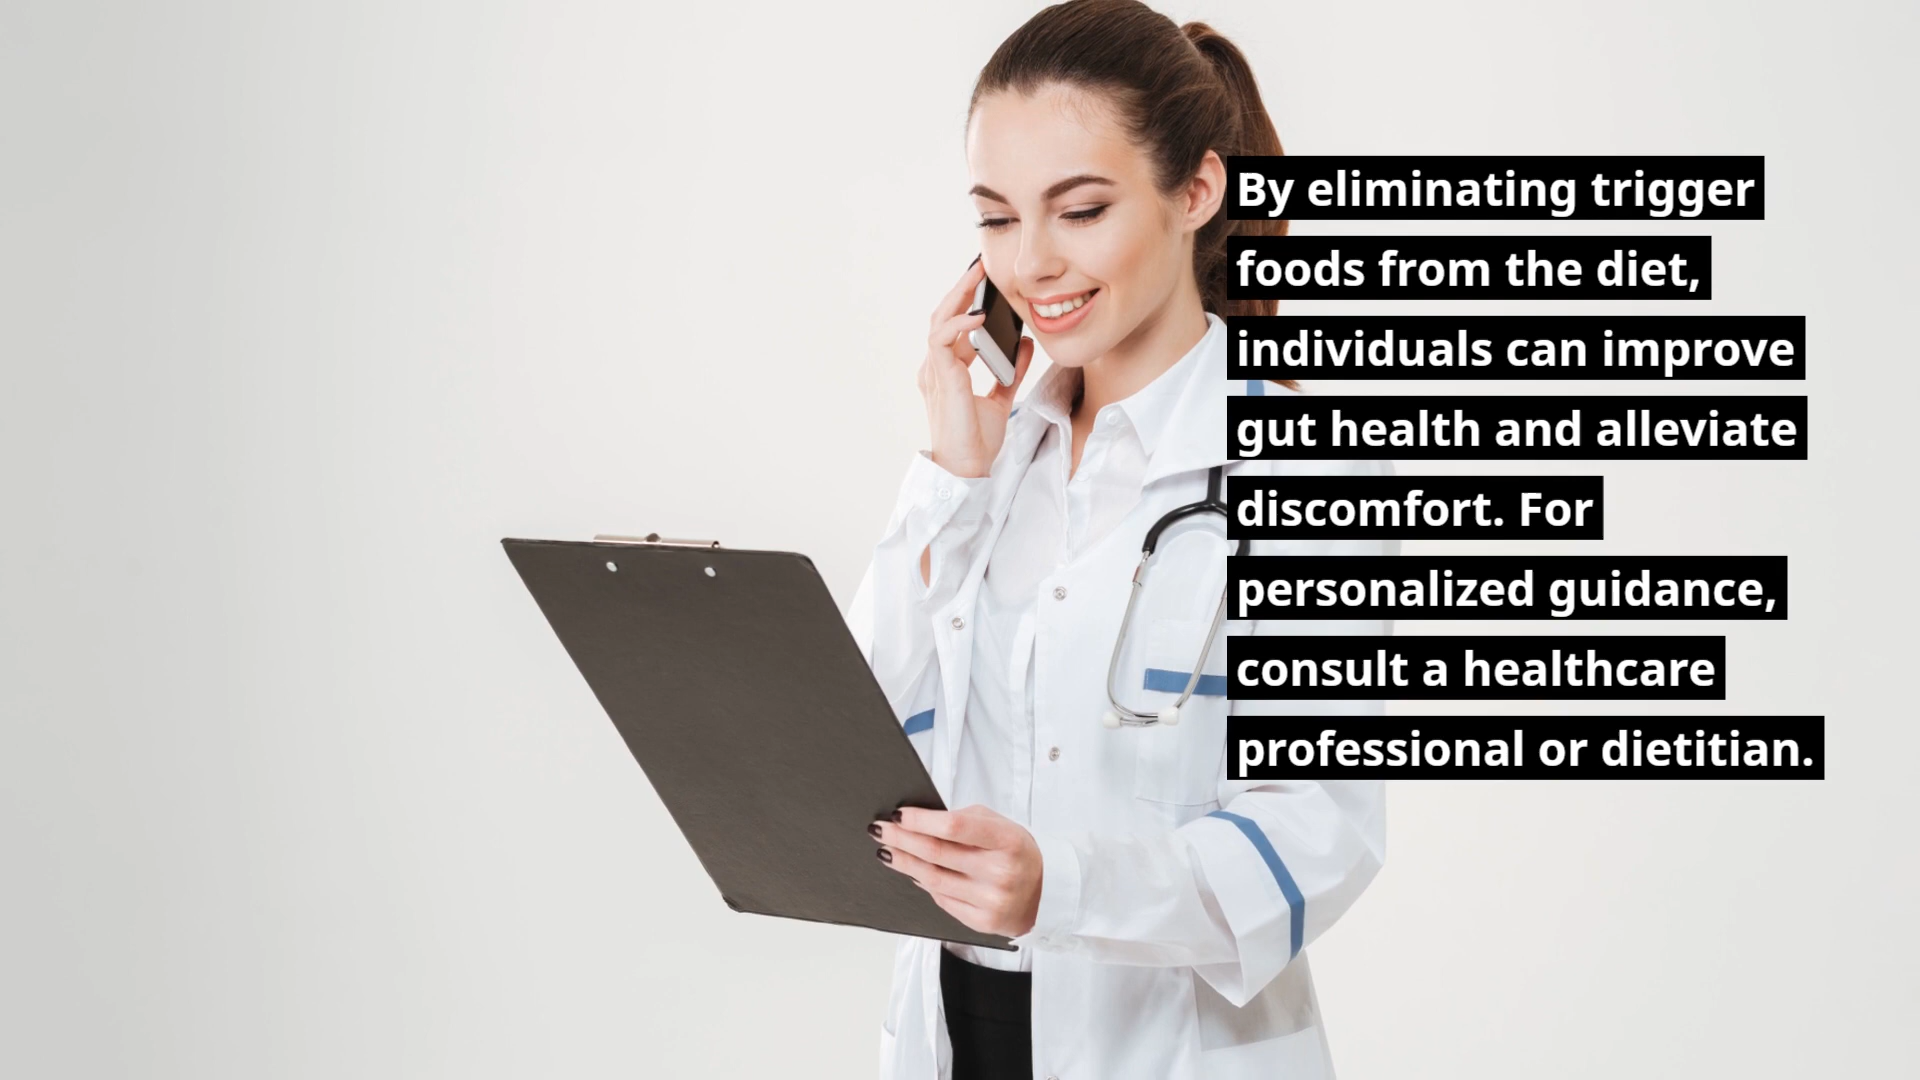 By eliminating trigger
foods from the diet,
individuals can improve
gut health and alleviate
discomfort. For
personalized guidance,
consult a healthcare
professional or dietitian.